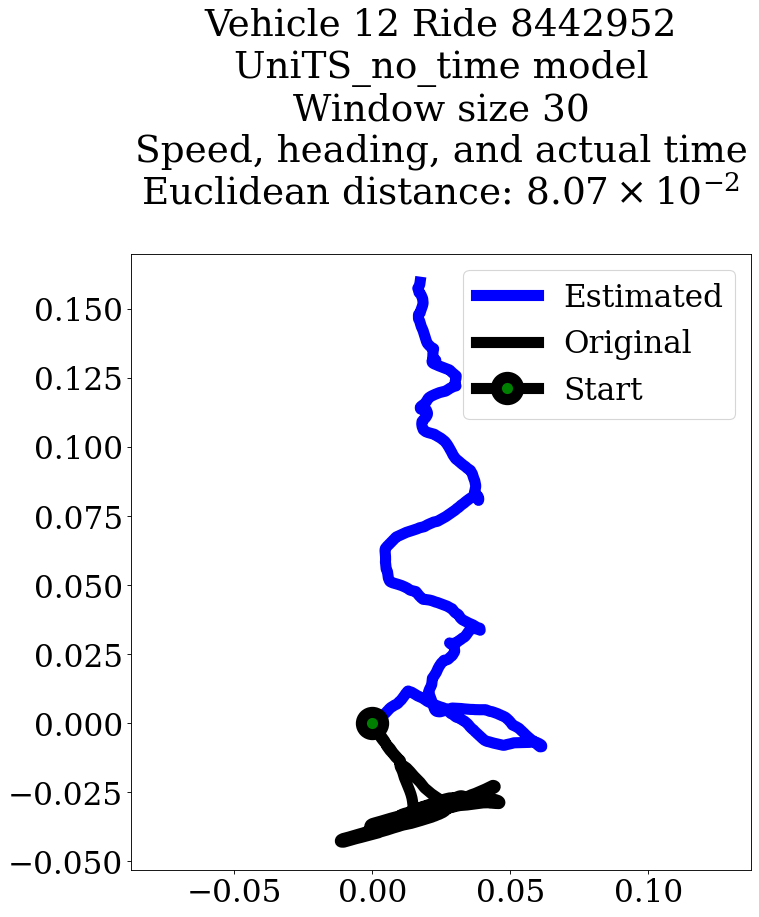 Vehicle 12 Ride 8442952
UniTS_no_time model
Window size 30
Speed, heading, and actual time
Euclidean distance: 8.07 × 10⁻²
Estimated
Original
Start
0.150
0.125
0.100
0.075
0.050
0.025
0.000
−0.025
−0.050
−0.05 0.00 0.05 0.10